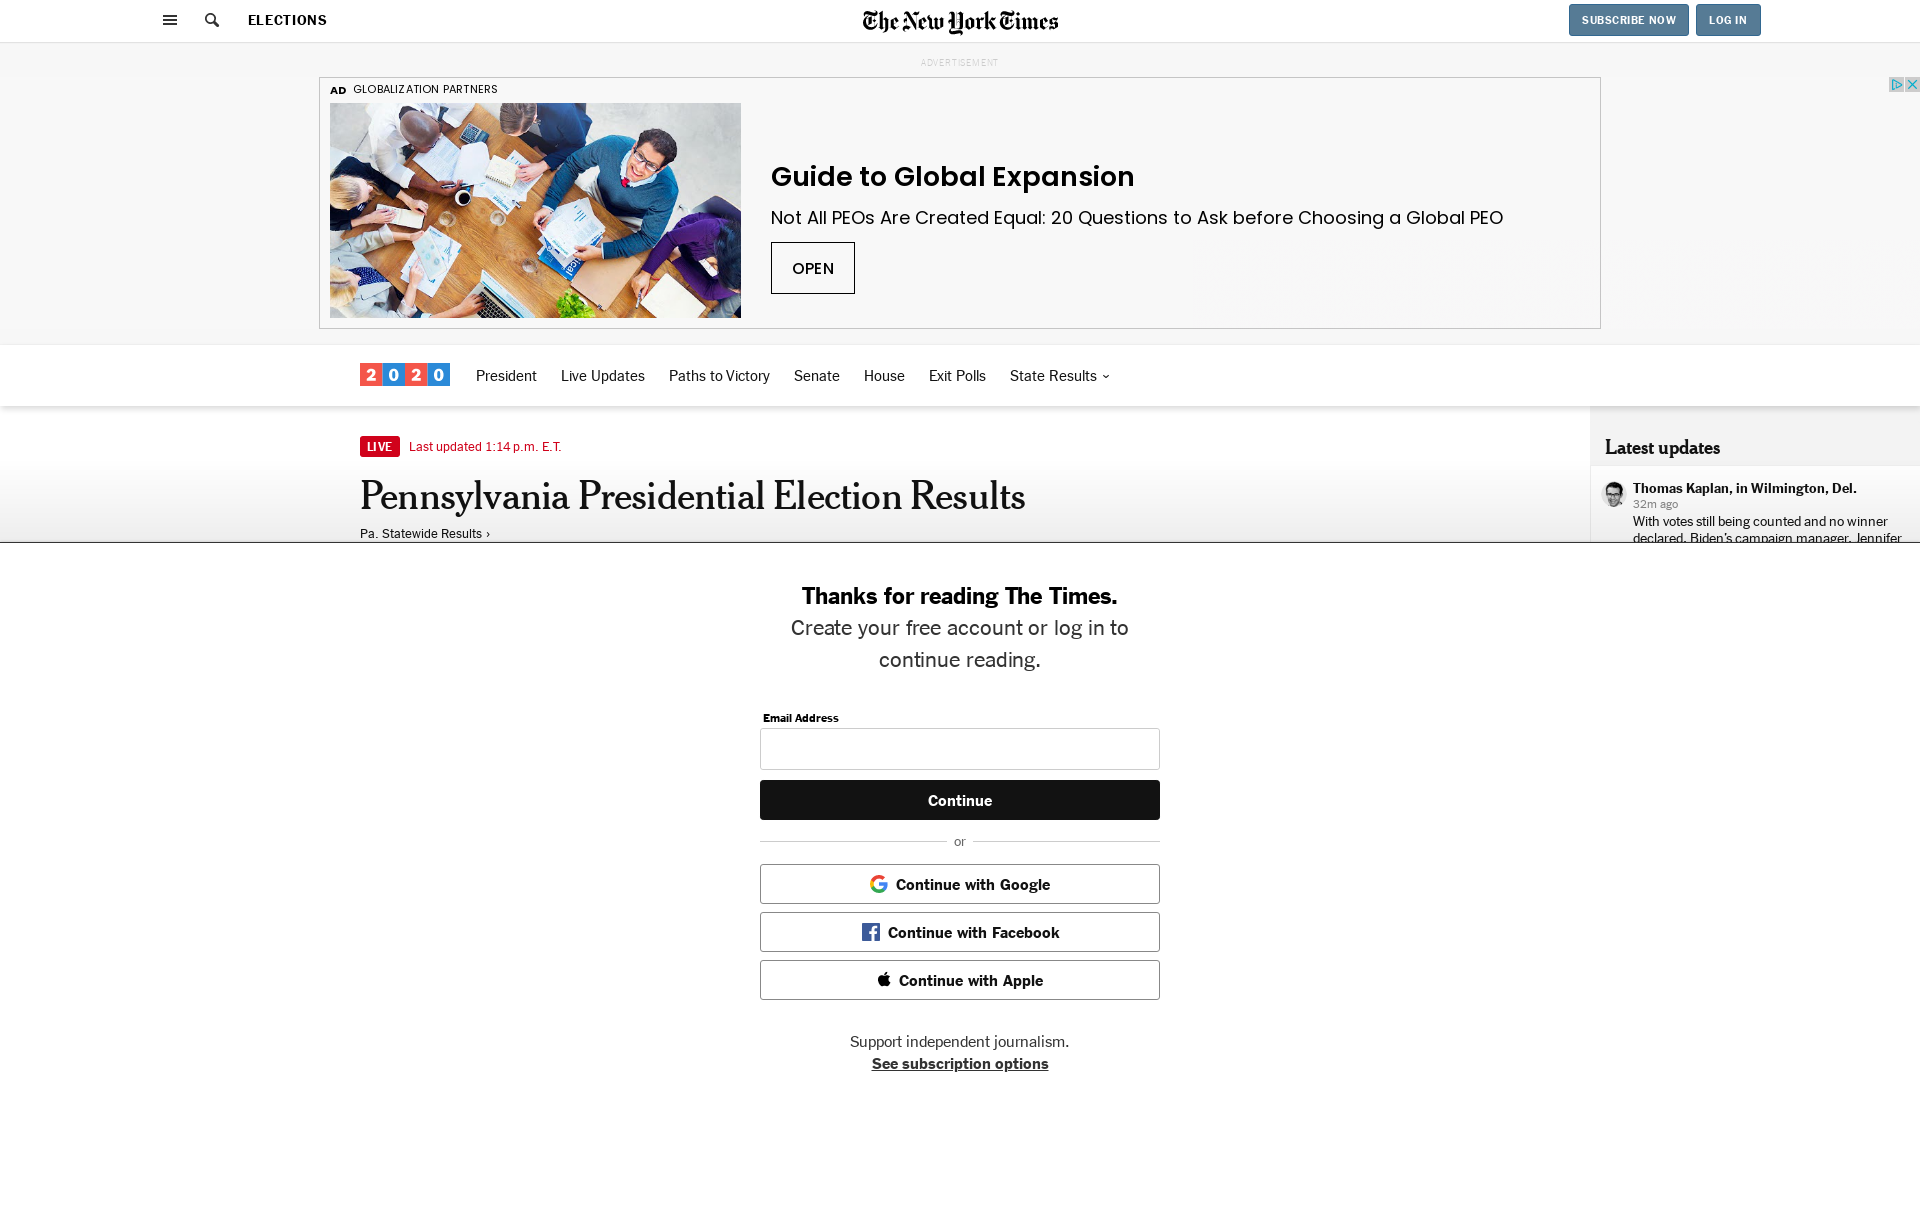 ELECTIONS
The New York Times
SUBSCRIBE NOW
LOG IN
ADVERTISEMENT
AD GLOBALIZATION PARTNERS
Guide to Global Expansion
Not All PEOs Are Created Equal: 20 Questions to Ask before Choosing a Global PEO
OPEN
2020
President
Live Updates
Paths to Victory
Senate
House
Exit Polls
State Results
LIVE Last updated 1:14 p.m. E.T.
Pennsylvania Presidential Election Results
Pa. Statewide Results ›
Latest updates
Thomas Kaplan, in Wilmington, Del.
32m ago
With votes still being counted and no winner
declared, Biden’s campaign manager, Jennifer
Thanks for reading The Times.
Create your free account or log in to
continue reading.
Email Address
Continue
or
Continue with Google
Continue with Facebook
Continue with Apple
Support independent journalism.
See subscription options